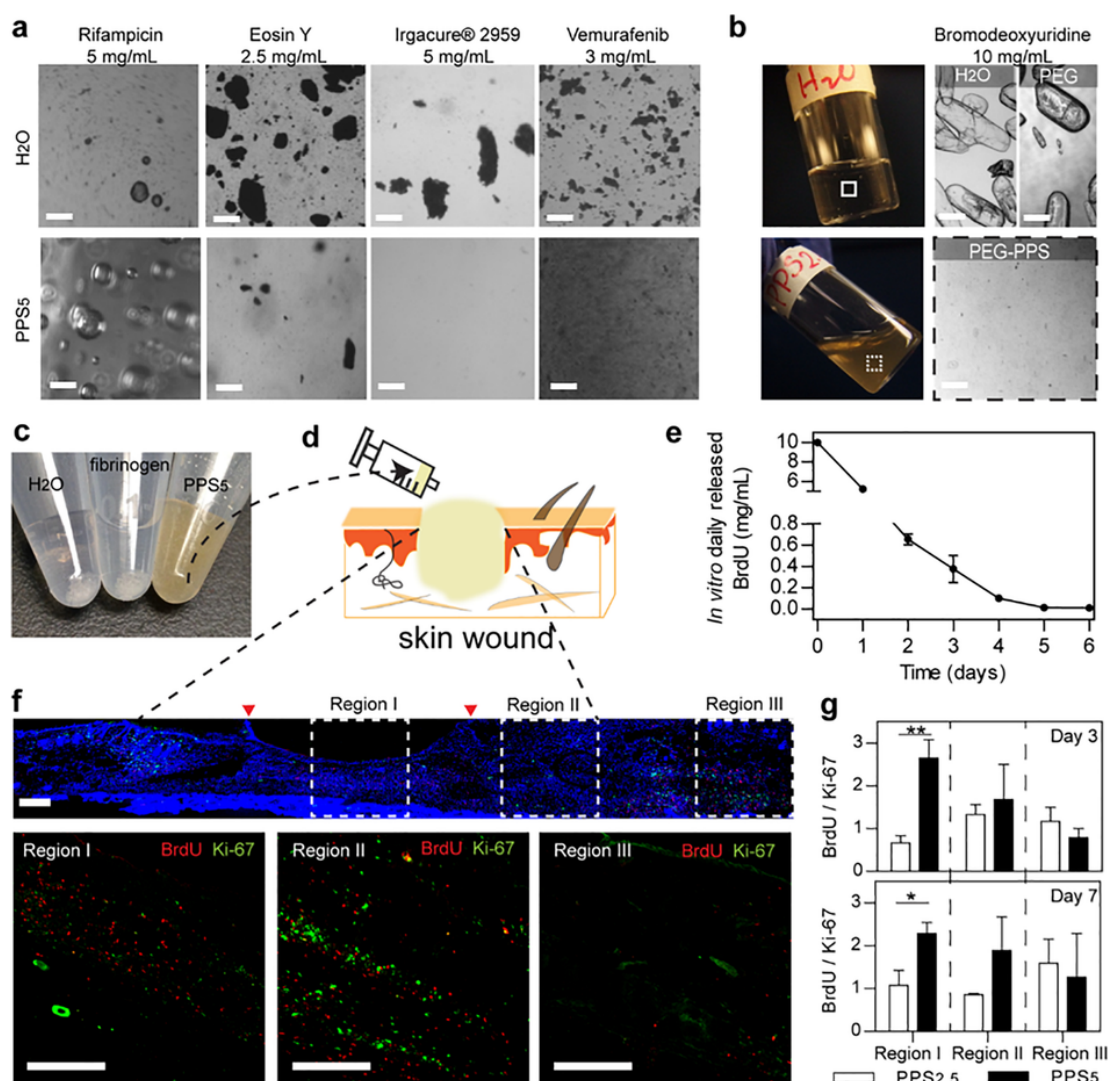 a
Rifampicin
5 mg/mL
Eosin Y
2.5 mg/mL
Irgacure® 2959
5 mg/mL
Vemurafenib
3 mg/mL
H2O
PPS5
b
Bromodeoxyuridine
10 mg/mL
H2O
H2O
PEG
PPS2
PEG-PPS
c
fibrinogen
H2O
PPS5
d
skin wound
e
In vitro daily released
BrdU (mg/mL)
10
8
6
0.8
0.6
0.4
0.2
0.0
0 1 2 3 4 5 6
Time (days)
f
Region I
Region II
Region III
Region I BrdU Ki-67
Region II BrdU Ki-67
Region III BrdU Ki-67
g
BrdU / Ki-67
3
2
1
0
**
Day 3
BrdU / Ki-67
3
2
1
0
*
Day 7
Region I Region II Region III
PPS2.5 PPS5